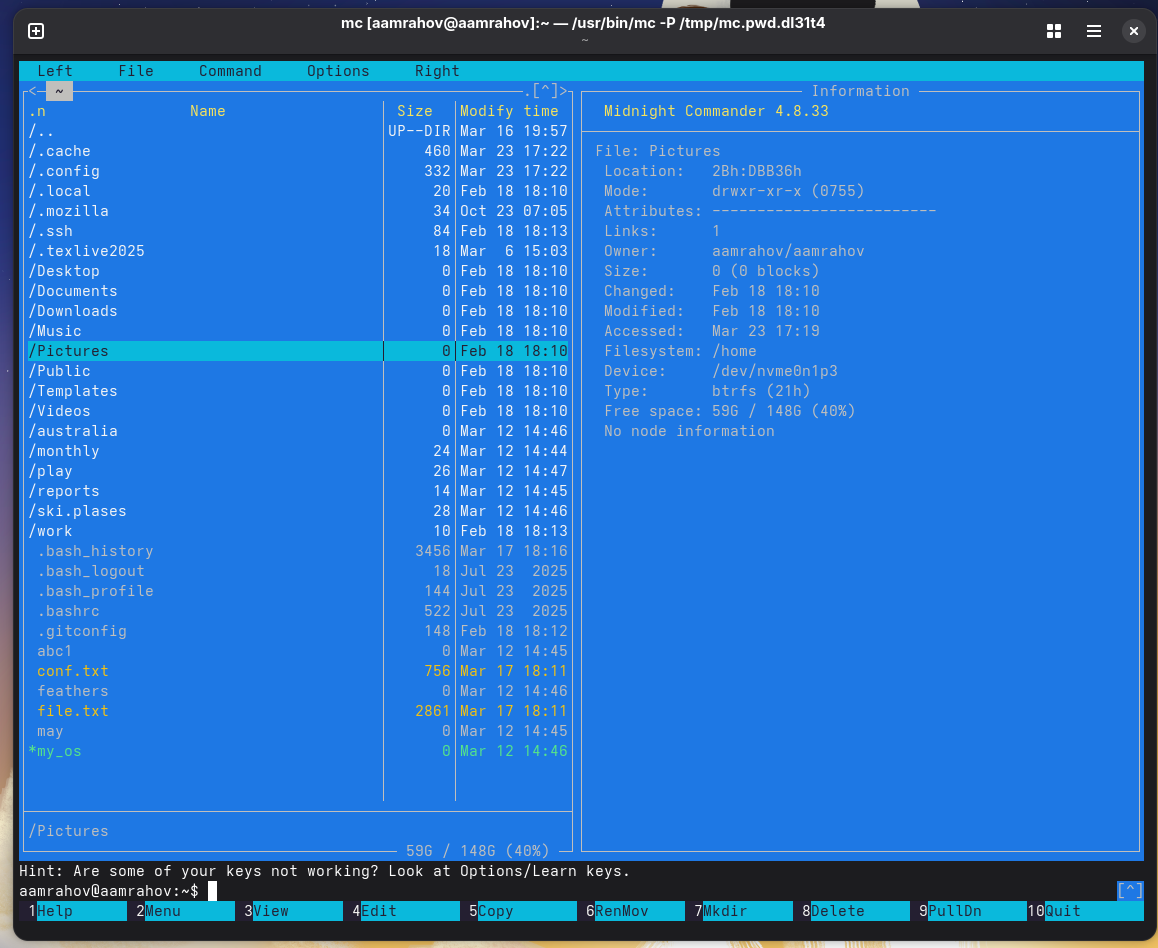 mc [aamrahov@aamrahov]:~ — /usr/bin/mc -P /tmp/mc.pwd.dl31t4
~
Left File Command Options Right
<─ ~ ─.[^]>
.n Name Size Modify time
/.. UP--DIR Mar 16 19:57
/.cache 460 Mar 23 17:22
/.config 332 Mar 23 17:22
/.local 20 Feb 18 18:10
/.mozilla 34 Oct 23 07:05
/.ssh 84 Feb 18 18:13
/.texlive2025 18 Mar 6 15:03
/Desktop 0 Feb 18 18:10
/Documents 0 Feb 18 18:10
/Downloads 0 Feb 18 18:10
/Music 0 Feb 18 18:10
/Pictures 0 Feb 18 18:10
/Public 0 Feb 18 18:10
/Templates 0 Feb 18 18:10
/Videos 0 Feb 18 18:10
/australia 0 Mar 12 14:46
/monthly 24 Mar 12 14:44
/play 26 Mar 12 14:47
/reports 14 Mar 12 14:45
/ski.plases 28 Mar 12 14:46
/work 10 Feb 18 18:13
.bash_history 3456 Mar 17 18:16
.bash_logout 18 Jul 23 2025
.bash_profile 144 Jul 23 2025
.bashrc 522 Jul 23 2025
.gitconfig 148 Feb 18 18:12
abc1 0 Mar 12 14:45
conf.txt 756 Mar 17 18:11
feathers 0 Mar 12 14:46
file.txt 2861 Mar 17 18:11
may 0 Mar 12 14:45
*my_os 0 Mar 12 14:46
/Pictures
59G / 148G (40%)
Information
Midnight Commander 4.8.33
File: Pictures
Location: 2Bh:DBB36h
Mode: drwxr-xr-x (0755)
Attributes: -------------------------
Links: 1
Owner: aamrahov/aamrahov
Size: 0 (0 blocks)
Changed: Feb 18 18:10
Modified: Feb 18 18:10
Accessed: Mar 23 17:19
Filesystem: /home
Device: /dev/nvme0n1p3
Type: btrfs (21h)
Free space: 59G / 148G (40%)
No node information
Hint: Are some of your keys not working? Look at Options/Learn keys.
aamrahov@aamrahov:~$ [^]
1Help 2Menu 3View 4Edit 5Copy 6RenMov 7Mkdir 8Delete 9PullDn 10Quit